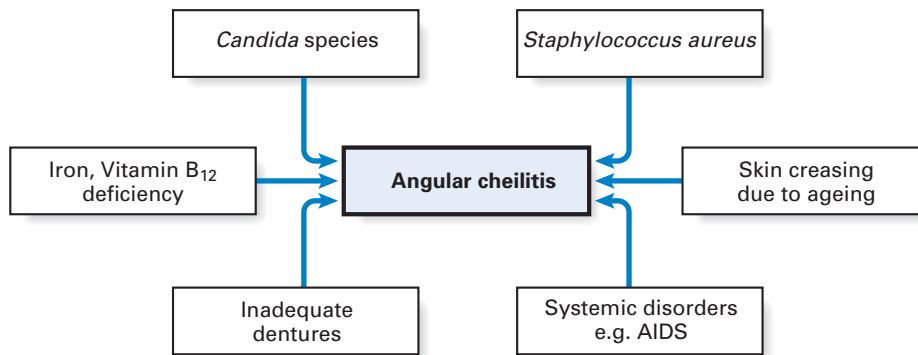 Candida species
Staphylococcus aureus
Iron, Vitamin B₁₂
deficiency
Angular cheilitis
Skin creasing
due to ageing
Inadequate
dentures
Systemic disorders
e.g. AIDS